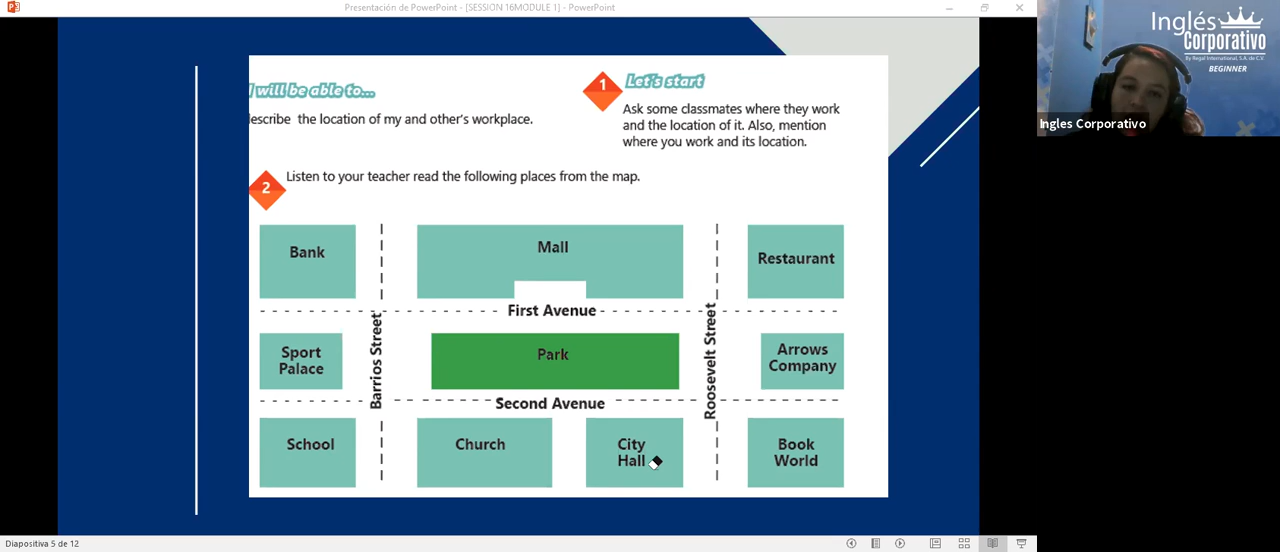 Presentación de PowerPoint - [SESSION 16MODULE 1] - PowerPoint
I will be able to...
describe the location of my and other's workplace.
1
Let's start
Ask some classmates where they work
and the location of it. Also, mention
where you work and its location.
2
Listen to your teacher read the following places from the map.
Bank
Mall
Restaurant
First Avenue
Barrios Street
Roosevelt Street
Sport
Palace
Park
Arrows
Company
Second Avenue
School
Church
City
Hall
Book
World
Diapositiva 5 de 12
Inglés
Corporativo
By Regal International, S.A. de C.V.
BEGINNER
Ingles Corporativo